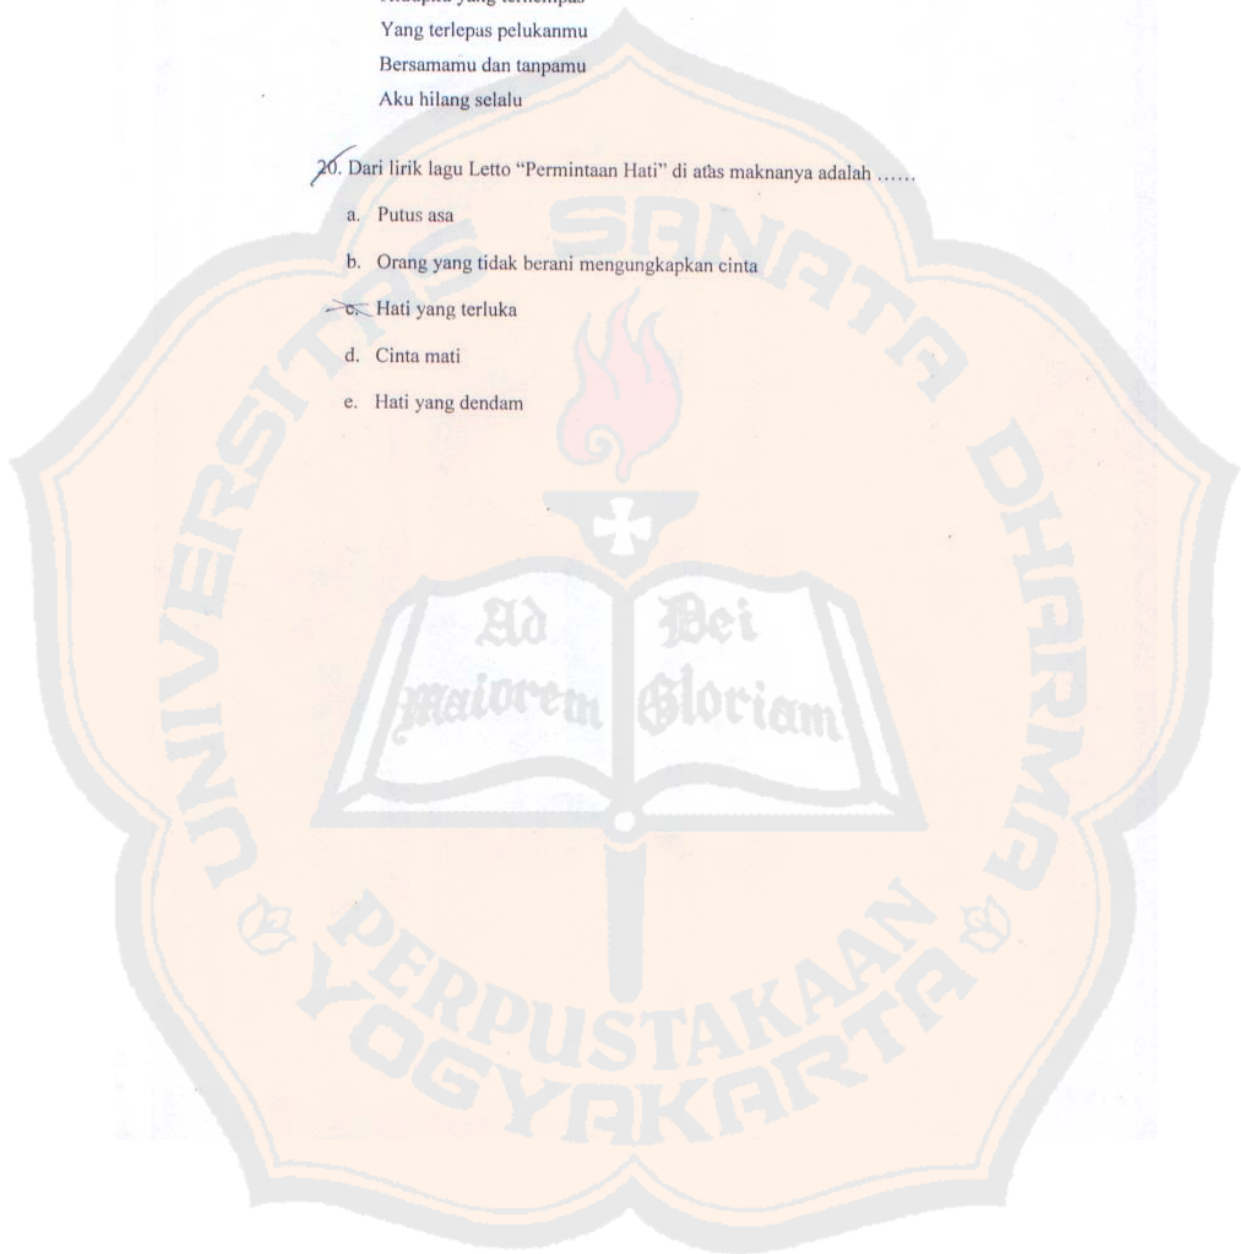 yang
Yang terlepas pelukanmu
Bersamamu dan tanpamu
Aku hilang selalu
20. Dari lirik lagu Letto “Permintaan Hati” di atas maknanya adalah ……
a. Putus asa
b. Orang yang tidak berani mengungkapkan cinta
c. Hati yang terluka
d. Cinta mati
e. Hati yang dendam
UNIVERSITAS SANATA DHARMA
Ad Dei
maiorem Gloriam
PERPUSTAKAAN
YOGYAKARTA